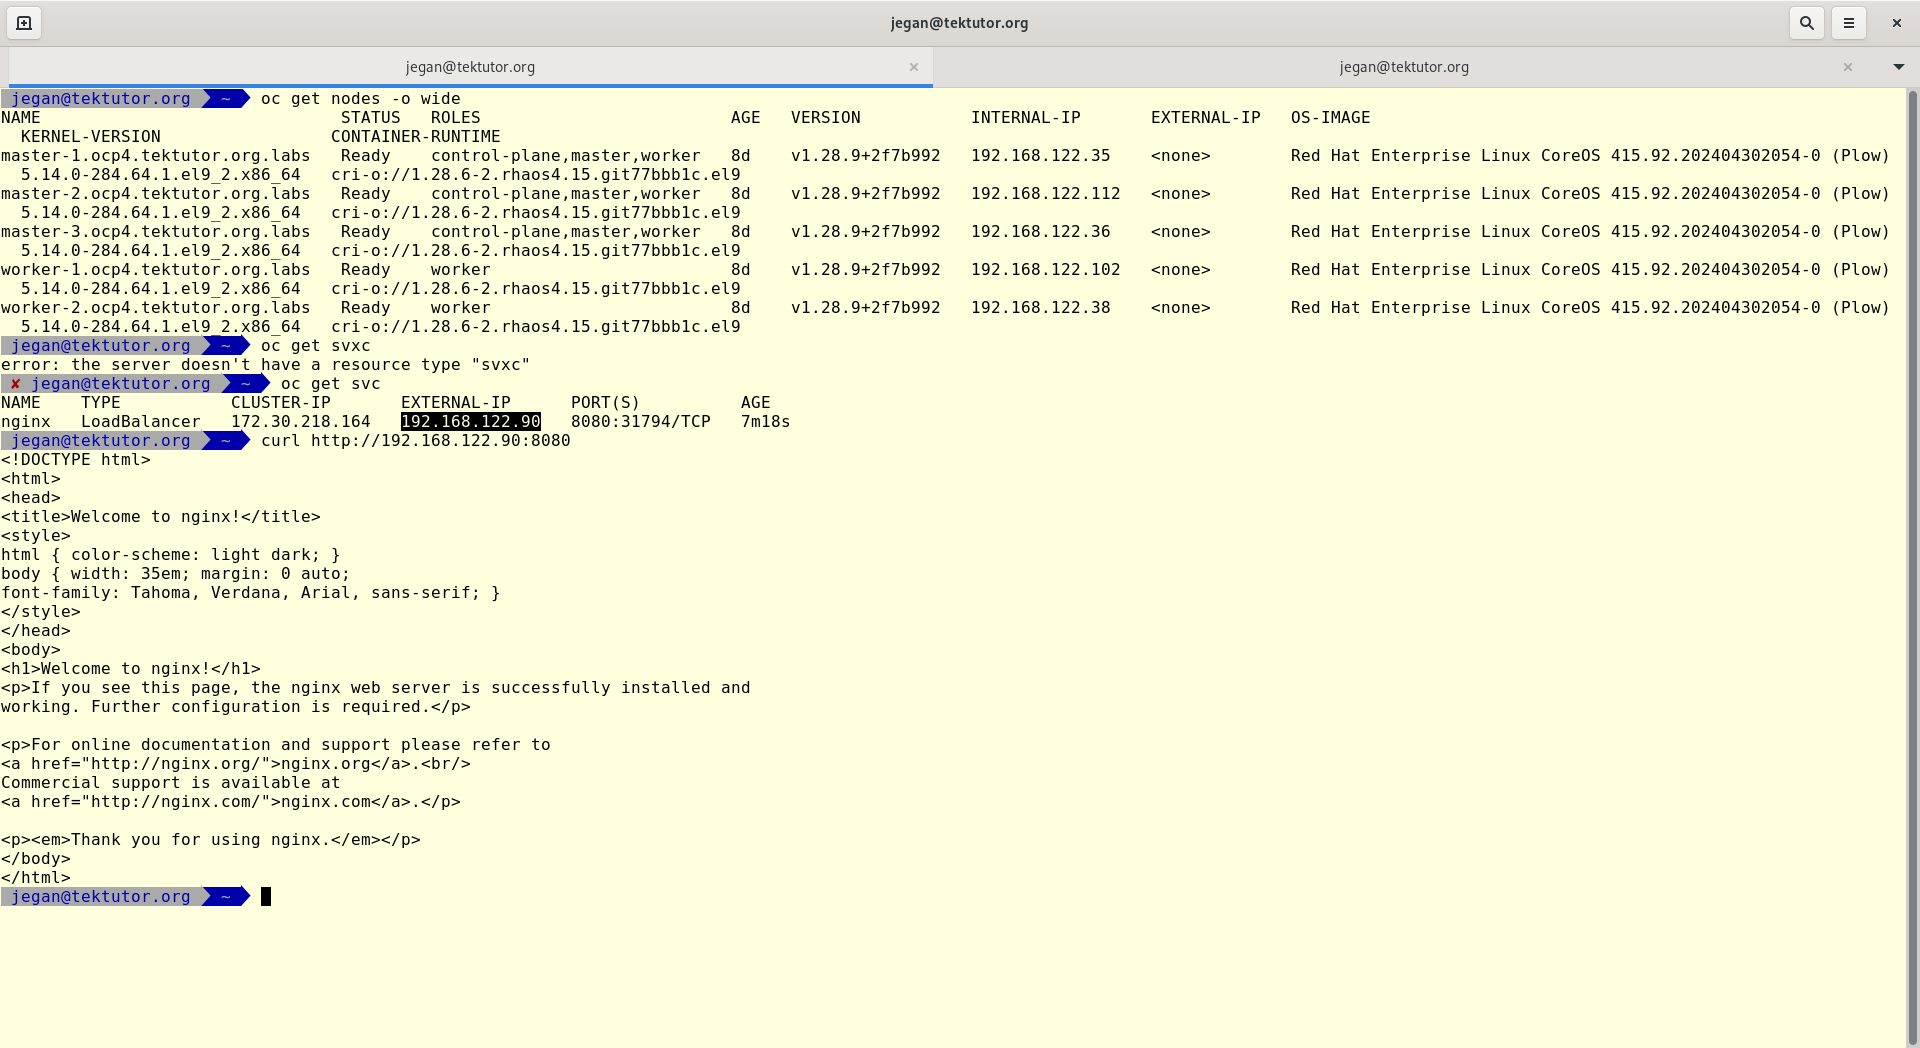 jegan@tektutor.org
jegan@tektutor.org × jegan@tektutor.org ×
jegan@tektutor.org ~ oc get nodes -o wide
NAME STATUS ROLES AGE VERSION INTERNAL-IP EXTERNAL-IP OS-IMAGE
KERNEL-VERSION CONTAINER-RUNTIME
master-1.ocp4.tektutor.org.labs Ready control-plane,master,worker 8d v1.28.9+2f7b992 192.168.122.35 <none> Red Hat Enterprise Linux CoreOS 415.92.202404302054-0 (Plow)
5.14.0-284.64.1.el9_2.x86_64 cri-o://1.28.6-2.rhaos4.15.git77bbb1c.el9
master-2.ocp4.tektutor.org.labs Ready control-plane,master,worker 8d v1.28.9+2f7b992 192.168.122.112 <none> Red Hat Enterprise Linux CoreOS 415.92.202404302054-0 (Plow)
5.14.0-284.64.1.el9_2.x86_64 cri-o://1.28.6-2.rhaos4.15.git77bbb1c.el9
master-3.ocp4.tektutor.org.labs Ready control-plane,master,worker 8d v1.28.9+2f7b992 192.168.122.36 <none> Red Hat Enterprise Linux CoreOS 415.92.202404302054-0 (Plow)
5.14.0-284.64.1.el9_2.x86_64 cri-o://1.28.6-2.rhaos4.15.git77bbb1c.el9
worker-1.ocp4.tektutor.org.labs Ready worker 8d v1.28.9+2f7b992 192.168.122.102 <none> Red Hat Enterprise Linux CoreOS 415.92.202404302054-0 (Plow)
5.14.0-284.64.1.el9_2.x86_64 cri-o://1.28.6-2.rhaos4.15.git77bbb1c.el9
worker-2.ocp4.tektutor.org.labs Ready worker 8d v1.28.9+2f7b992 192.168.122.38 <none> Red Hat Enterprise Linux CoreOS 415.92.202404302054-0 (Plow)
5.14.0-284.64.1.el9_2.x86_64 cri-o://1.28.6-2.rhaos4.15.git77bbb1c.el9
jegan@tektutor.org ~ oc get svxc
error: the server doesn't have a resource type "svxc"
✘ jegan@tektutor.org ~ oc get svc
NAME TYPE CLUSTER-IP EXTERNAL-IP PORT(S) AGE
nginx LoadBalancer 172.30.218.164 192.168.122.90 8080:31794/TCP 7m18s
jegan@tektutor.org ~ curl http://192.168.122.90:8080
<!DOCTYPE html>
<html>
<head>
<title>Welcome to nginx!</title>
<style>
html { color-scheme: light dark; }
body { width: 35em; margin: 0 auto;
font-family: Tahoma, Verdana, Arial, sans-serif; }
</style>
</head>
<body>
<h1>Welcome to nginx!</h1>
<p>If you see this page, the nginx web server is successfully installed and
working. Further configuration is required.</p>
<p>For online documentation and support please refer to
<a href="http://nginx.org/">nginx.org</a>.<br/>
Commercial support is available at
<a href="http://nginx.com/">nginx.com</a>.</p>
<p><em>Thank you for using nginx.</em></p>
</body>
</html>
jegan@tektutor.org ~